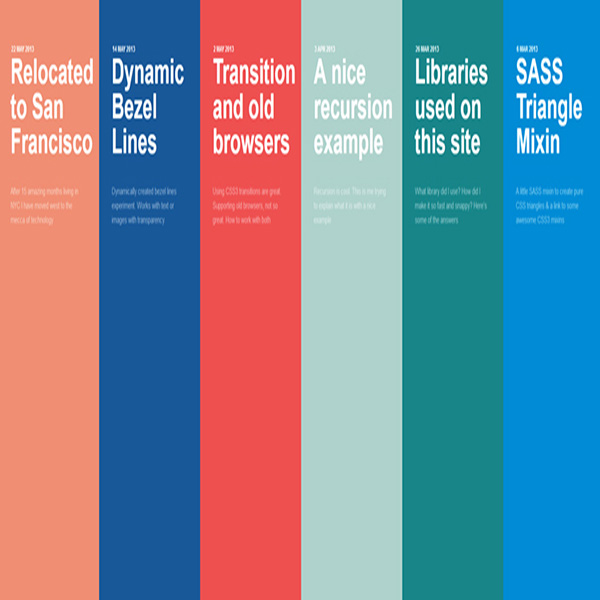 22 MAY 2013
Relocated
to San
Francisco
After 10 amazing months living in
NYC I have moved west to the
mecca of technology
14 MAY 2013
Dynamic
Bezel
Lines
Dynamically created bezel lines
experiment. Works with text or
images with transparency
2 MAY 2013
Transition
and old
browsers
Using CSS3 transitions are great.
Supporting old browsers, not so
great. How to work with both
3 APR 2013
A nice
recursion
example
Recursion is cool. This is me trying
to explain what it is with a nice
example
26 MAR 2013
Libraries
used on
this site
What library did I use? How did I
make it so fast and snappy? Here's
some of the answers
6 MAR 2013
SASS
Triangle
Mixin
A little SASS mixin to create pure
CSS triangles & a link to some
awesome CSS3 mixins